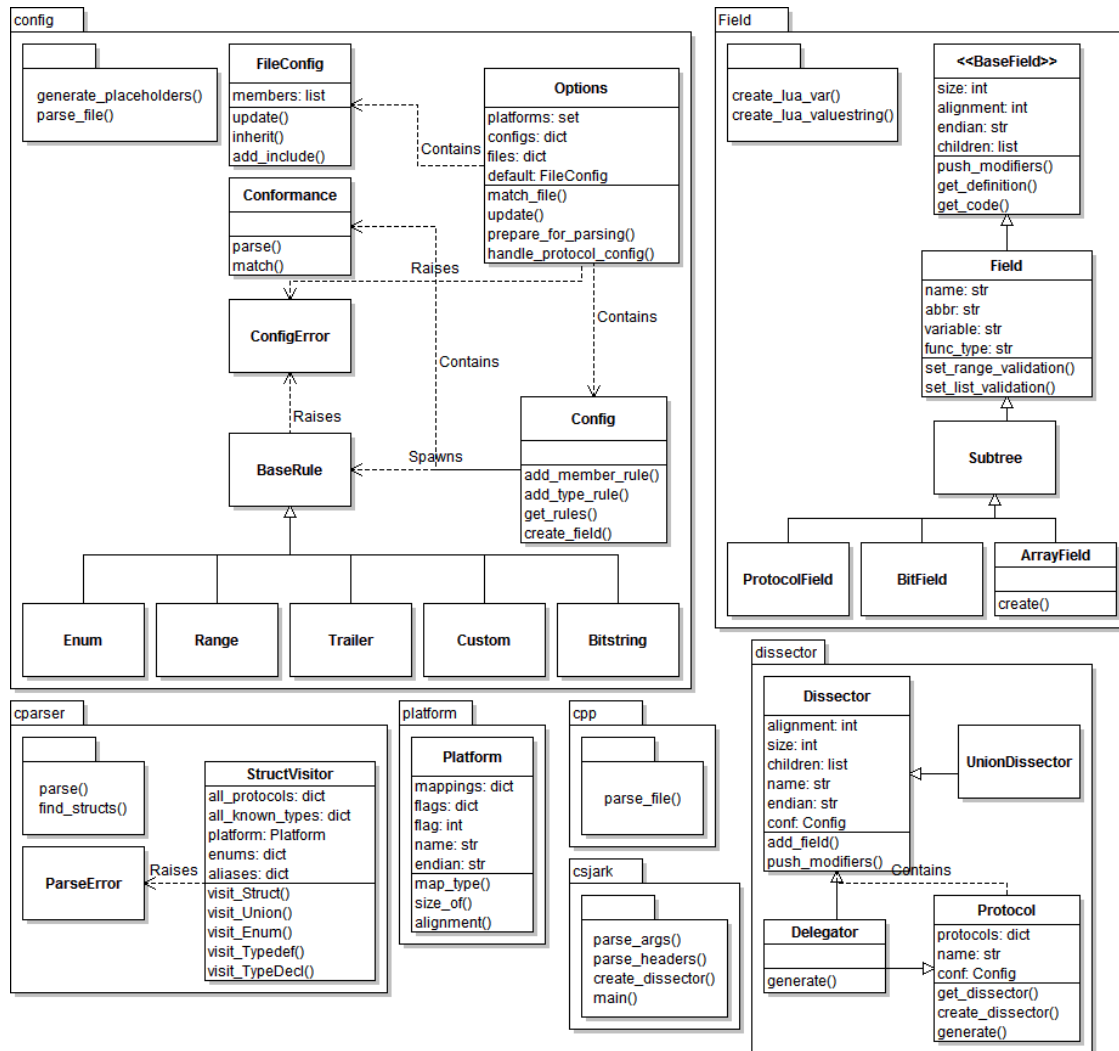 config
generate_placeholders()
parse_file()
FileConfig
members: list
update()
inherit()
add_include()
Contains
Options
platforms: set
configs: dict
files: dict
default: FileConfig
match_file()
update()
prepare_for_parsing()
handle_protocol_config()
Conformance
parse()
match()
Raises
ConfigError
Contains
Contains
Raises
BaseRule
Spawns
Config
add_member_rule()
add_type_rule()
get_rules()
create_field()
Enum
Range
Trailer
Custom
Bitstring
Field
create_lua_var()
create_lua_valuestring()
<<BaseField>>
size: int
alignment: int
endian: str
children: list
push_modifiers()
get_definition()
get_code()
Field
name: str
abbr: str
variable: str
func_type: str
set_range_validation()
set_list_validation()
Subtree
ProtocolField
BitField
ArrayField
create()
cparser
parse()
find_structs()
ParseError
Raises
StructVisitor
all_protocols: dict
all_known_types: dict
platform: Platform
enums: dict
aliases: dict
visit_Struct()
visit_Union()
visit_Enum()
visit_Typedef()
visit_TypeDecl()
platform
Platform
mappings: dict
flags: dict
flag: int
name: str
endian: str
map_type()
size_of()
alignment()
cpp
parse_file()
csjark
parse_args()
parse_headers()
create_dissector()
main()
dissector
Dissector
alignment: int
size: int
children: list
name: str
endian: str
conf: Config
add_field()
push_modifiers()
UnionDissector
Contains
Delegator
generate()
Protocol
protocols: dict
name: str
conf: Config
get_dissector()
create_dissector()
generate()